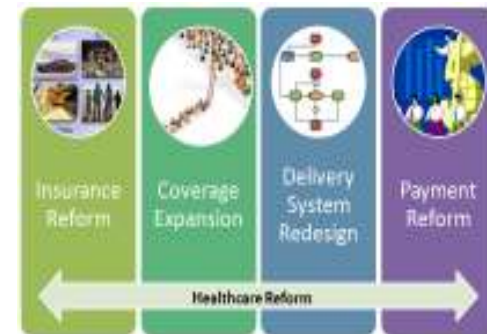 Insurance
Reform
Coverage
Expansion
Delivery
System
Redesign
Payment
Reform
Healthcare Reform